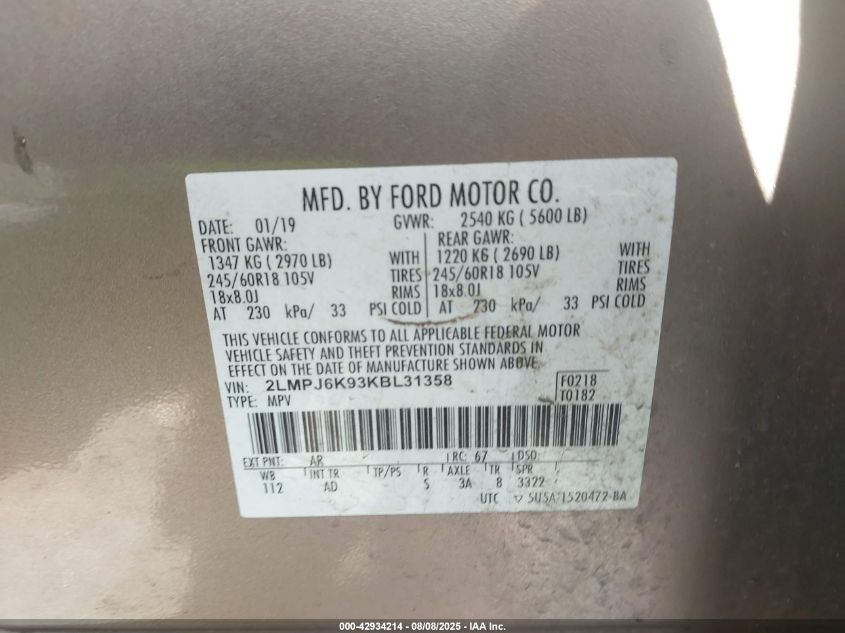 MFD. BY FORD MOTOR CO.
DATE: 01/19 GVWR: 2540 KG ( 5600 LB)
FRONT GAWR: REAR GAWR:
1347 KG ( 2970 LB) WITH 1220 KG ( 2690 LB) WITH
245/60R18 105V TIRES 245/60R18 105V TIRES
18x8.0J RIMS 18x8.0J RIMS
AT 230 kPa/ 33 PSI COLD AT 230 kPa/ 33 PSI COLD
THIS VEHICLE CONFORMS TO ALL APPLICABLE FEDERAL MOTOR
VEHICLE SAFETY AND THEFT PREVENTION STANDARDS IN
EFFECT ON THE DATE OF MANUFACTURE SHOWN ABOVE.
VIN: 2LMPJ6K93KBL31358 F0218
TYPE: MPV T0182
EXT PNT: AR RC: 67 DSO:
WB INT TR TP/PS R AXLE TR SPR
112 AD S 3A 8 3322
UTC 5U5A-1520472-BA
000-42934214 - 08/08/2025 - IAA Inc.